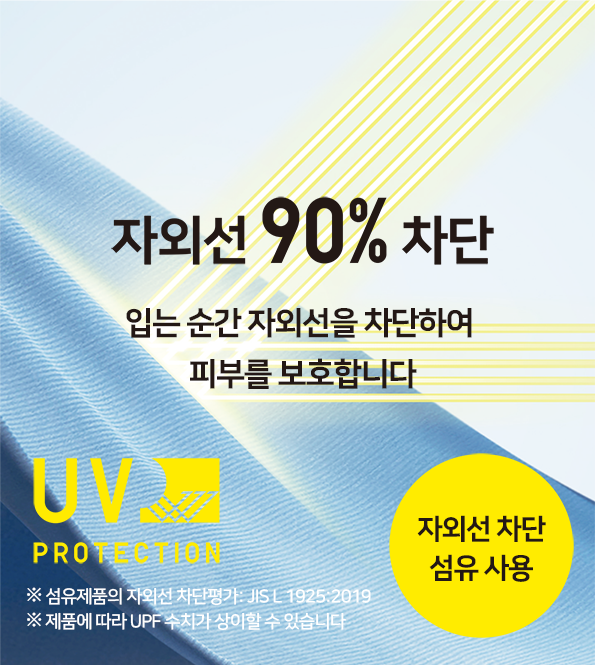 자외선 90% 차단
입는 순간 자외선을 차단하여
피부를 보호합니다
UV
PROTECTION
자외선 차단
섬유 사용
※ 섬유제품의 자외선 차단평가: JIS L 1925:2019
※ 제품에 따라 UPF 수치가 상이할 수 있습니다